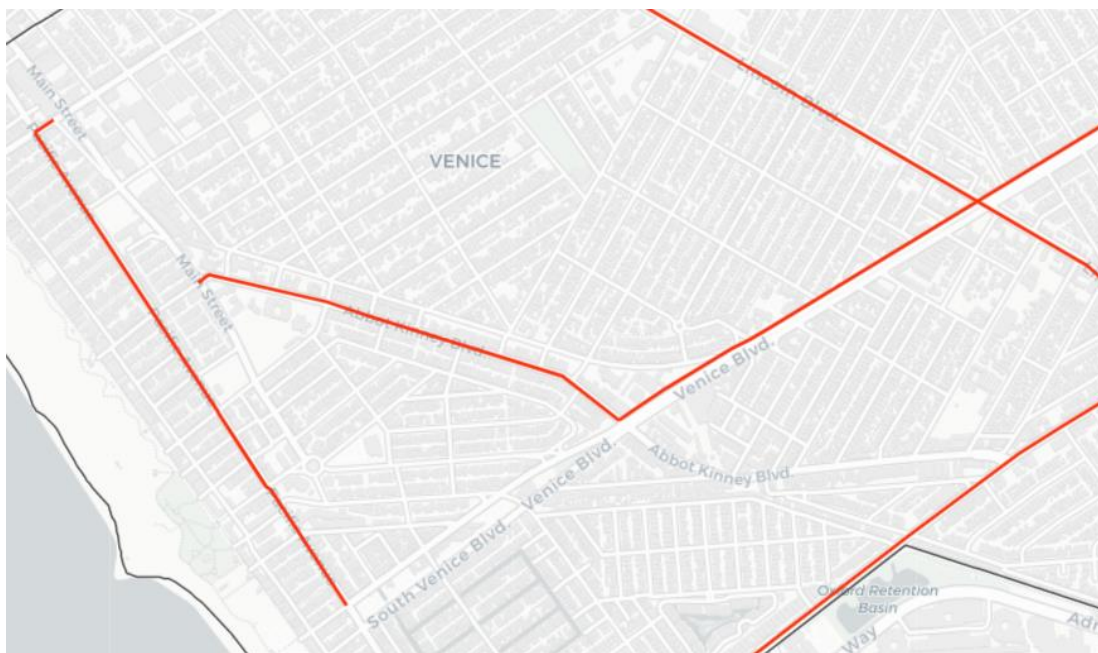 Main Street
Lincoln Blvd.
VENICE
Main Street
Abbot Kinney Blvd.
Venice Blvd.
Venice Blvd.
Abbot Kinney Blvd.
South Venice Blvd.
Oxford Retention
Basin
Way